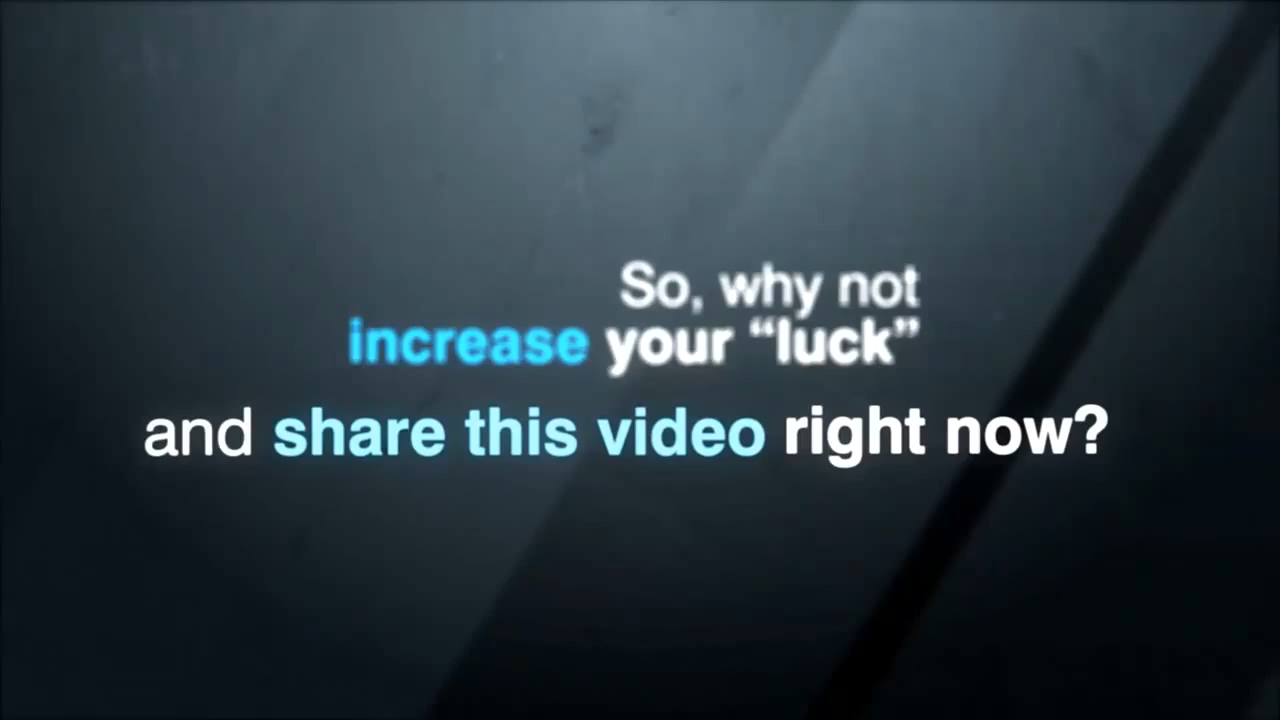 So, why not
increase your “luck”
and share this video right now?